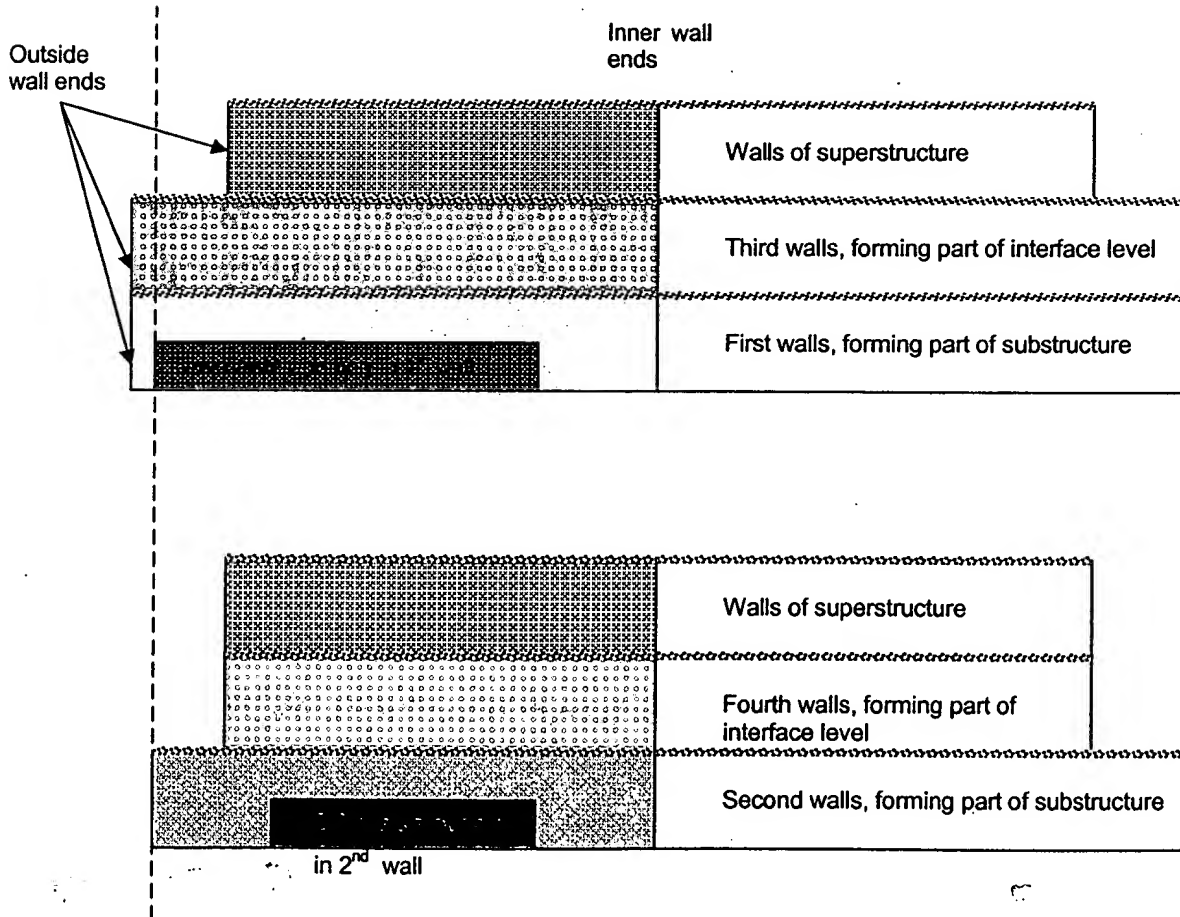 Inner wall
ends
Outside
wall ends
Walls of superstructure
Third walls, forming part of interface level
First walls, forming part of substructure
Walls of superstructure
Fourth walls, forming part of
interface level
Second walls, forming part of substructure
in 2nd wall